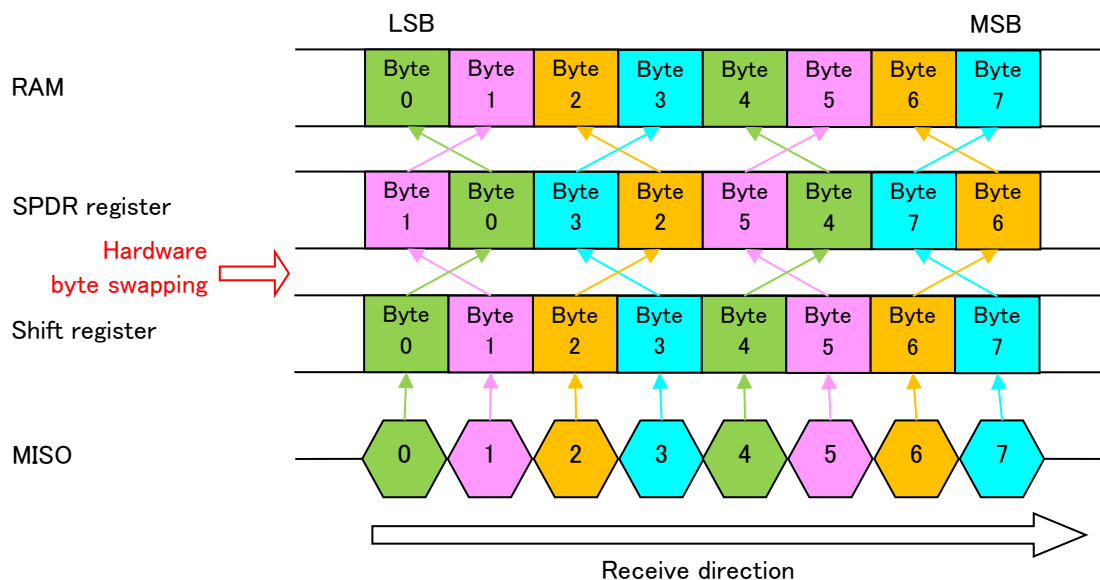 LSB MSB
RAM
Byte Byte Byte Byte Byte Byte Byte Byte
0 1 2 3 4 5 6 7
SPDR register
Byte Byte Byte Byte Byte Byte Byte Byte
1 0 3 2 5 4 7 6
Hardware
byte swapping
Shift register
Byte Byte Byte Byte Byte Byte Byte Byte
0 1 2 3 4 5 6 7
MISO
0 1 2 3 4 5 6 7
Receive direction